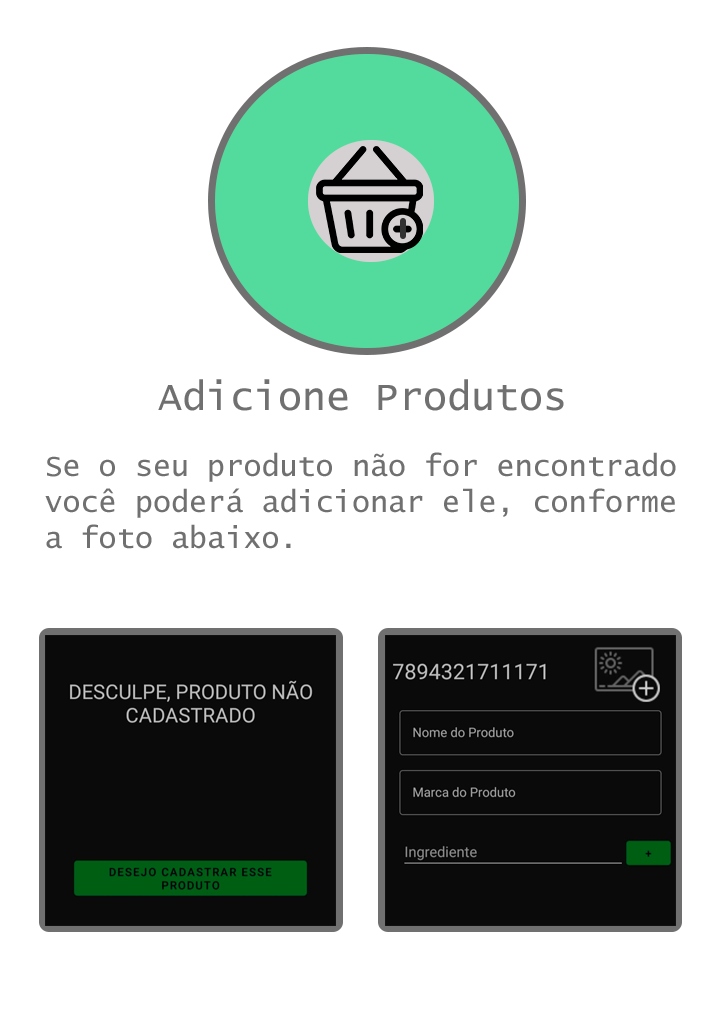 Adicione Produtos
Se o seu produto não for encontrado
você poderá adicionar ele, conforme
a foto abaixo.
DESCULPE, PRODUTO NÃO
CADASTRADO
DESEJO CADASTRAR ESSE
PRODUTO
7894321711171
Nome do Produto
Marca do Produto
Ingrediente
+